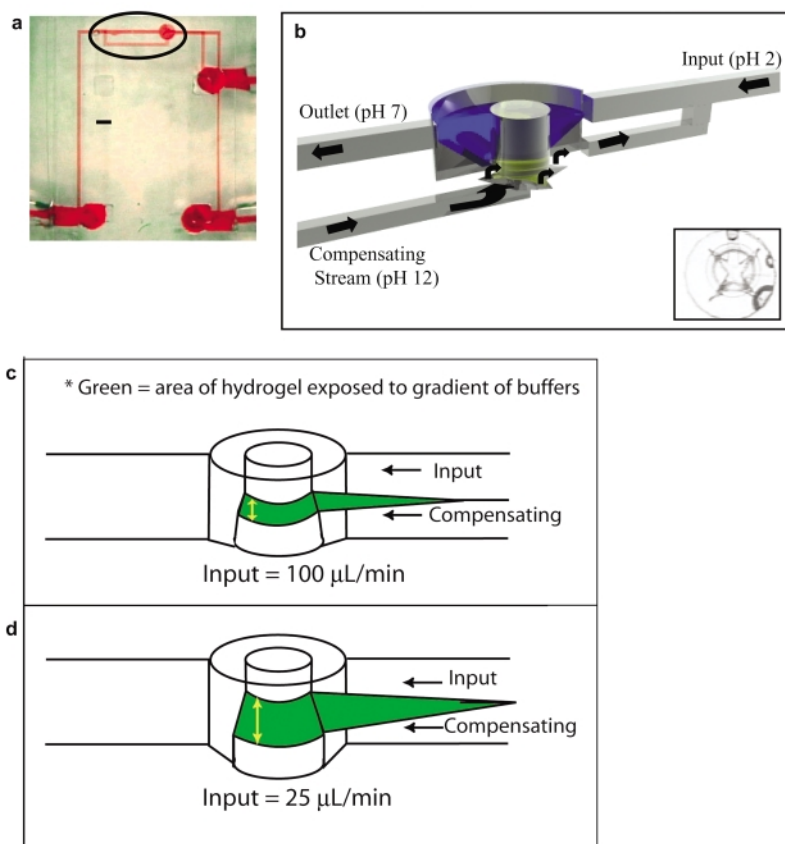 a
b
Input (pH 2)
Outlet (pH 7)
Compensating
Stream (pH 12)
c
* Green = area of hydrogel exposed to gradient of buffers
Input
Compensating
Input = 100 μL/min
d
Input
Compensating
Input = 25 μL/min